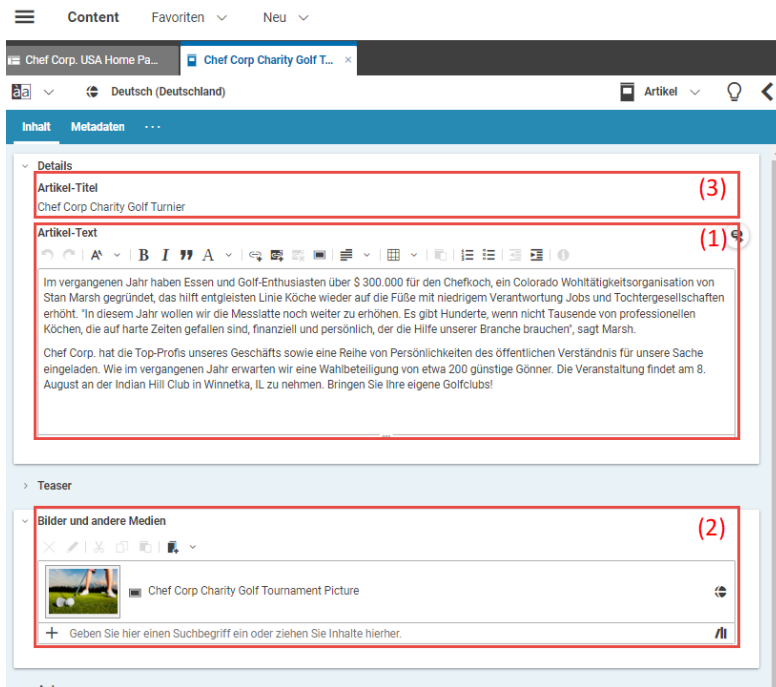 Content Favoriten Neu
Chef Corp. USA Home Pa... Chef Corp Charity Golf T... ×
àa Deutsch (Deutschland) Artikel
Inhalt Metadaten ...
Details
Artikel-Titel
(3)
Chef Corp Charity Golf Turnier
Artikel-Text
(1)
B I A
Im vergangenen Jahr haben Essen und Golf-Enthusiasten über $ 300.000 für den Chefkoch, ein Colorado Wohltätigkeitsorganisation von
Stan Marsh gegründet, das hilft entgleisten Linie Köche wieder auf die Füße mit niedrigem Verantwortung Jobs und Tochtergesellschaften
erhöht. "In diesem Jahr wollen wir die Messlatte noch weiter zu erhöhen. Es gibt Hunderte, wenn nicht Tausende von professionellen
Köchen, die auf harte Zeiten gefallen sind, finanziell und persönlich, der die Hilfe unserer Branche brauchen", sagt Marsh.
Chef Corp. hat die Top-Profis unseres Geschäfts sowie eine Reihe von Persönlichkeiten des öffentlichen Verständnis für unsere Sache
eingeladen. Wie im vergangenen Jahr erwarten wir eine Wahlbeteiligung von etwa 200 günstige Gönner. Die Veranstaltung findet am 8.
August an der Indian Hill Club in Winnetka, IL zu nehmen. Bringen Sie Ihre eigene Golfclubs!
Teaser
Bilder und andere Medien
(2)
Chef Corp Charity Golf Tournament Picture
Geben Sie hier einen Suchbegriff ein oder ziehen Sie Inhalte hierher.